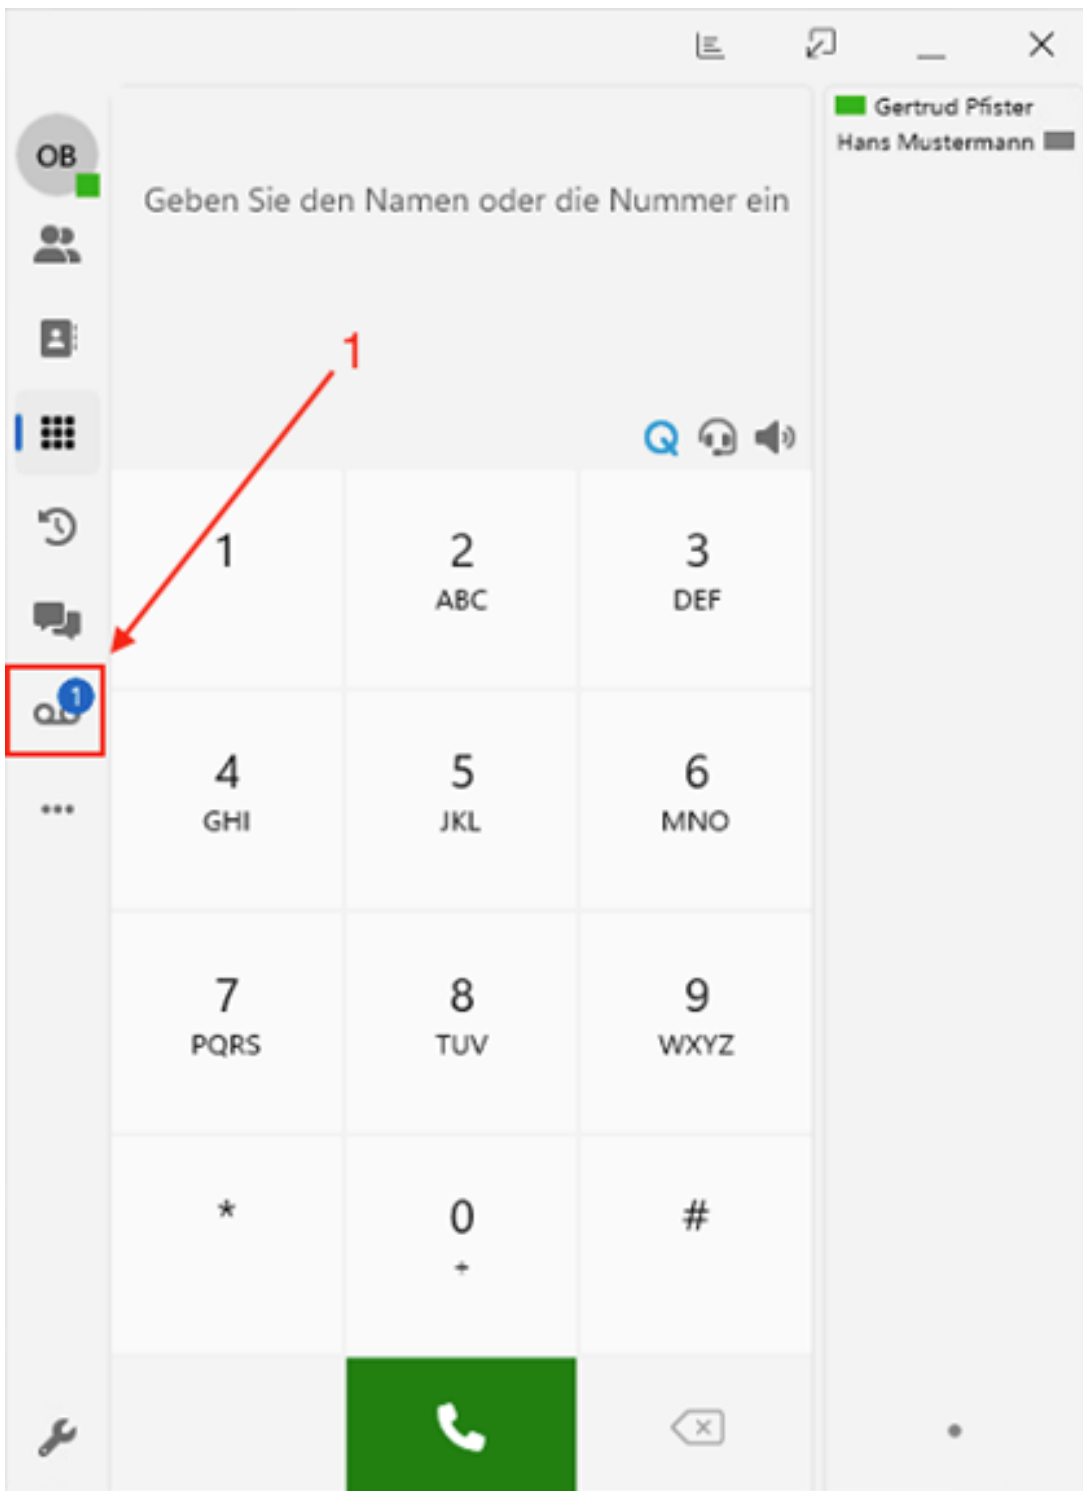 Gertrud Pfister
Hans Mustermann
OB
Geben Sie den Namen oder die Nummer ein
1
1
2
3
ABC
DEF
1
4
5
6
GHI
JKL
MNO
7
8
9
PQRS
TUV
WXYZ
*
0
#
+